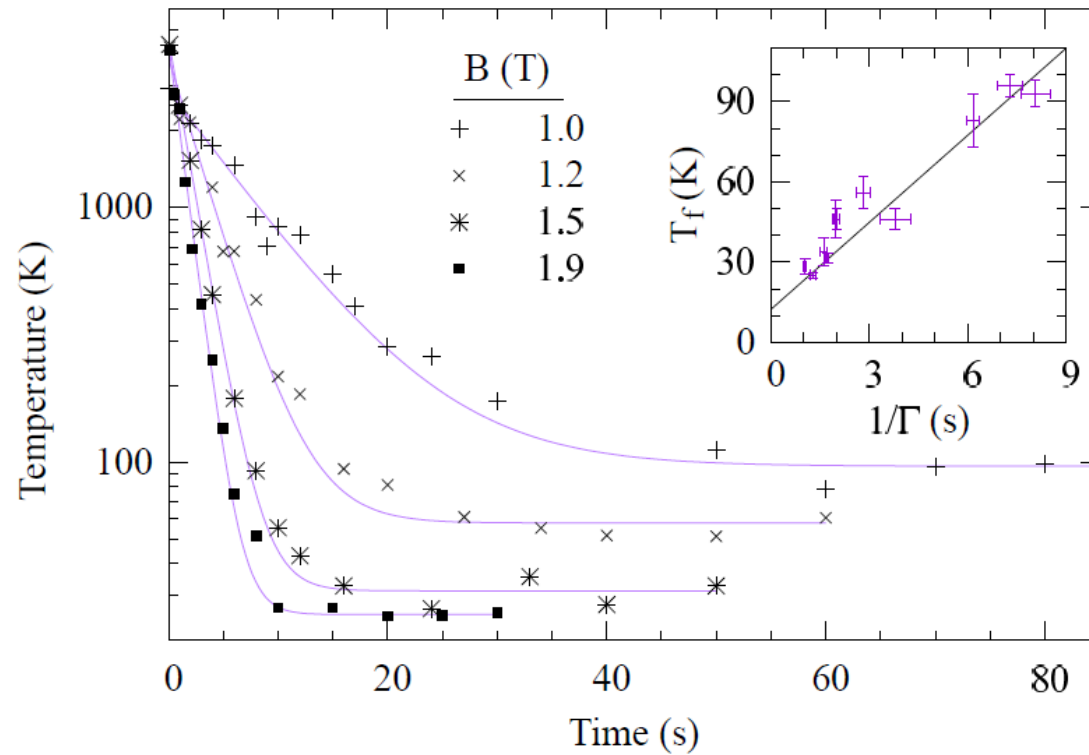 B (T)
+ 1.0
× 1.2
1.5
■ 1.9
1000
100
Temperature (K)
0 20 40 60 80
Time (s)
90
60
30
0
T_f (K)
0 3 6 9
1/Γ (s)